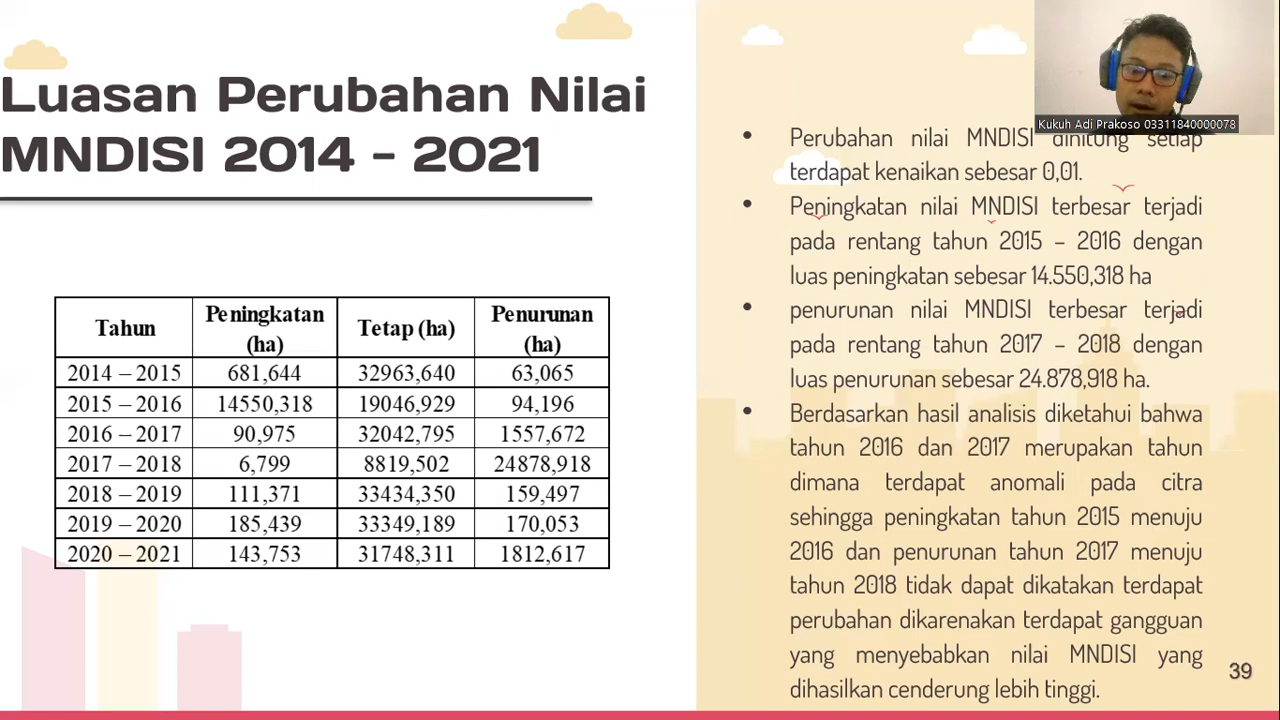 Luasan Perubahan Nilai
MNDISI 2014 - 2021
Tahun Peningkatan (ha) Tetap (ha) Penurunan (ha)
2014 – 2015 681,644 32963,640 63,065
2015 – 2016 14550,318 19046,929 94,196
2016 – 2017 90,975 32042,795 1557,672
2017 – 2018 6,799 8819,502 24878,918
2018 – 2019 111,371 33434,350 159,497
2019 – 2020 185,439 33349,189 170,053
2020 – 2021 143,753 31748,311 1812,617
Kukuh Adi Prakoso 03311840000078
• Perubahan nilai MNDISI dihitung setiap
terdapat kenaikan sebesar 0,01.
• Peningkatan nilai MNDISI terbesar terjadi
pada rentang tahun 2015 – 2016 dengan
luas peningkatan sebesar 14.550,318 ha
• penurunan nilai MNDISI terbesar terjadi
pada rentang tahun 2017 – 2018 dengan
luas penurunan sebesar 24.878,918 ha.
• Berdasarkan hasil analisis diketahui bahwa
tahun 2016 dan 2017 merupakan tahun
dimana terdapat anomali pada citra
sehingga peningkatan tahun 2015 menuju
2016 dan penurunan tahun 2017 menuju
tahun 2018 tidak dapat dikatakan terdapat
perubahan dikarenakan terdapat gangguan
yang menyebabkan nilai MNDISI yang
dihasilkan cenderung lebih tinggi.
39